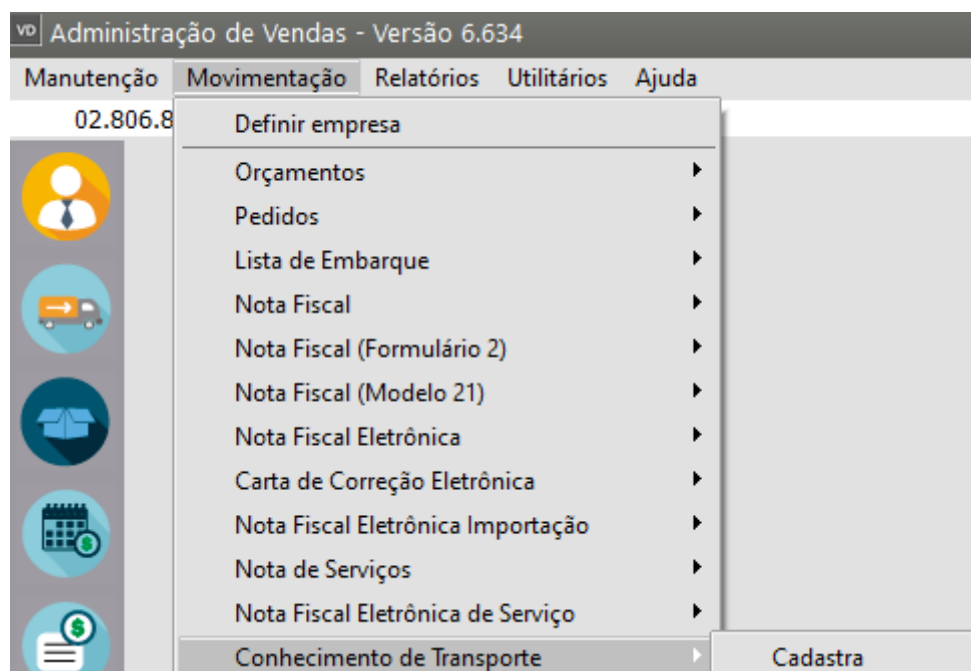 VD Administração de Vendas - Versão 6.634
Manutenção Movimentação Relatórios Utilitários Ajuda
02.806.8
Definir empresa
Orçamentos
Pedidos
Lista de Embarque
Nota Fiscal
Nota Fiscal (Formulário 2)
Nota Fiscal (Modelo 21)
Nota Fiscal Eletrônica
Carta de Correção Eletrônica
Nota Fiscal Eletrônica Importação
Nota de Serviços
Nota Fiscal Eletrônica de Serviço
Conhecimento de Transporte Cadastra